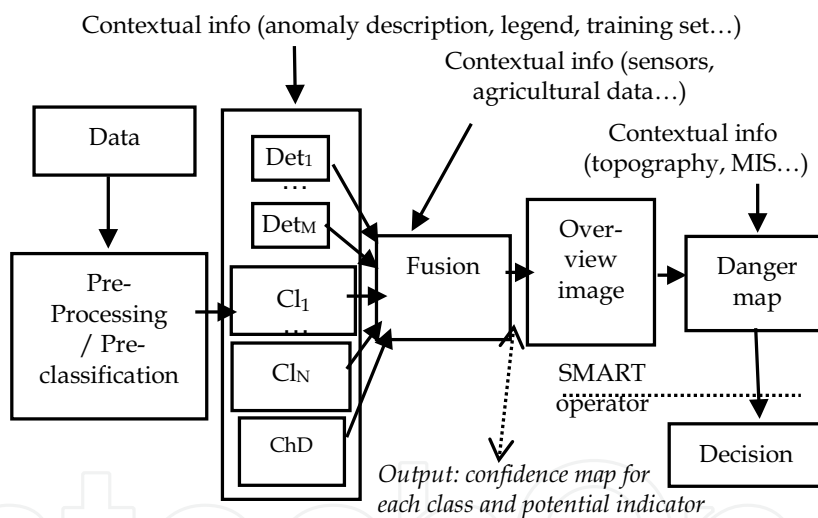 Contextual info (anomaly description, legend, training set…)
Contextual info (sensors,
agricultural data…)
Contextual info
(topography, MIS…)
Data
Det1
…
DetM
Pre-
Processing
/ Pre-
classification
Cl1
…
ClN
ChD
Fusion
Over-
view
image
Danger
map
SMART
operator
Decision
Output: confidence map for
each class and potential indicator